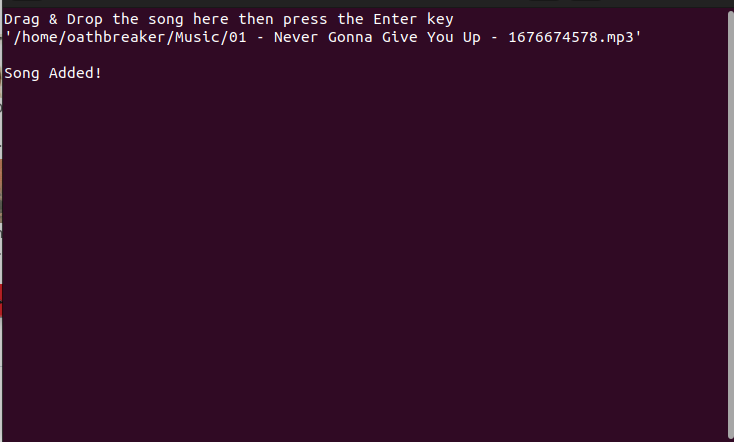 Drag & Drop the song here then press the Enter key
'/home/oathbreaker/Music/01 - Never Gonna Give You Up - 1676674578.mp3'
Song Added!